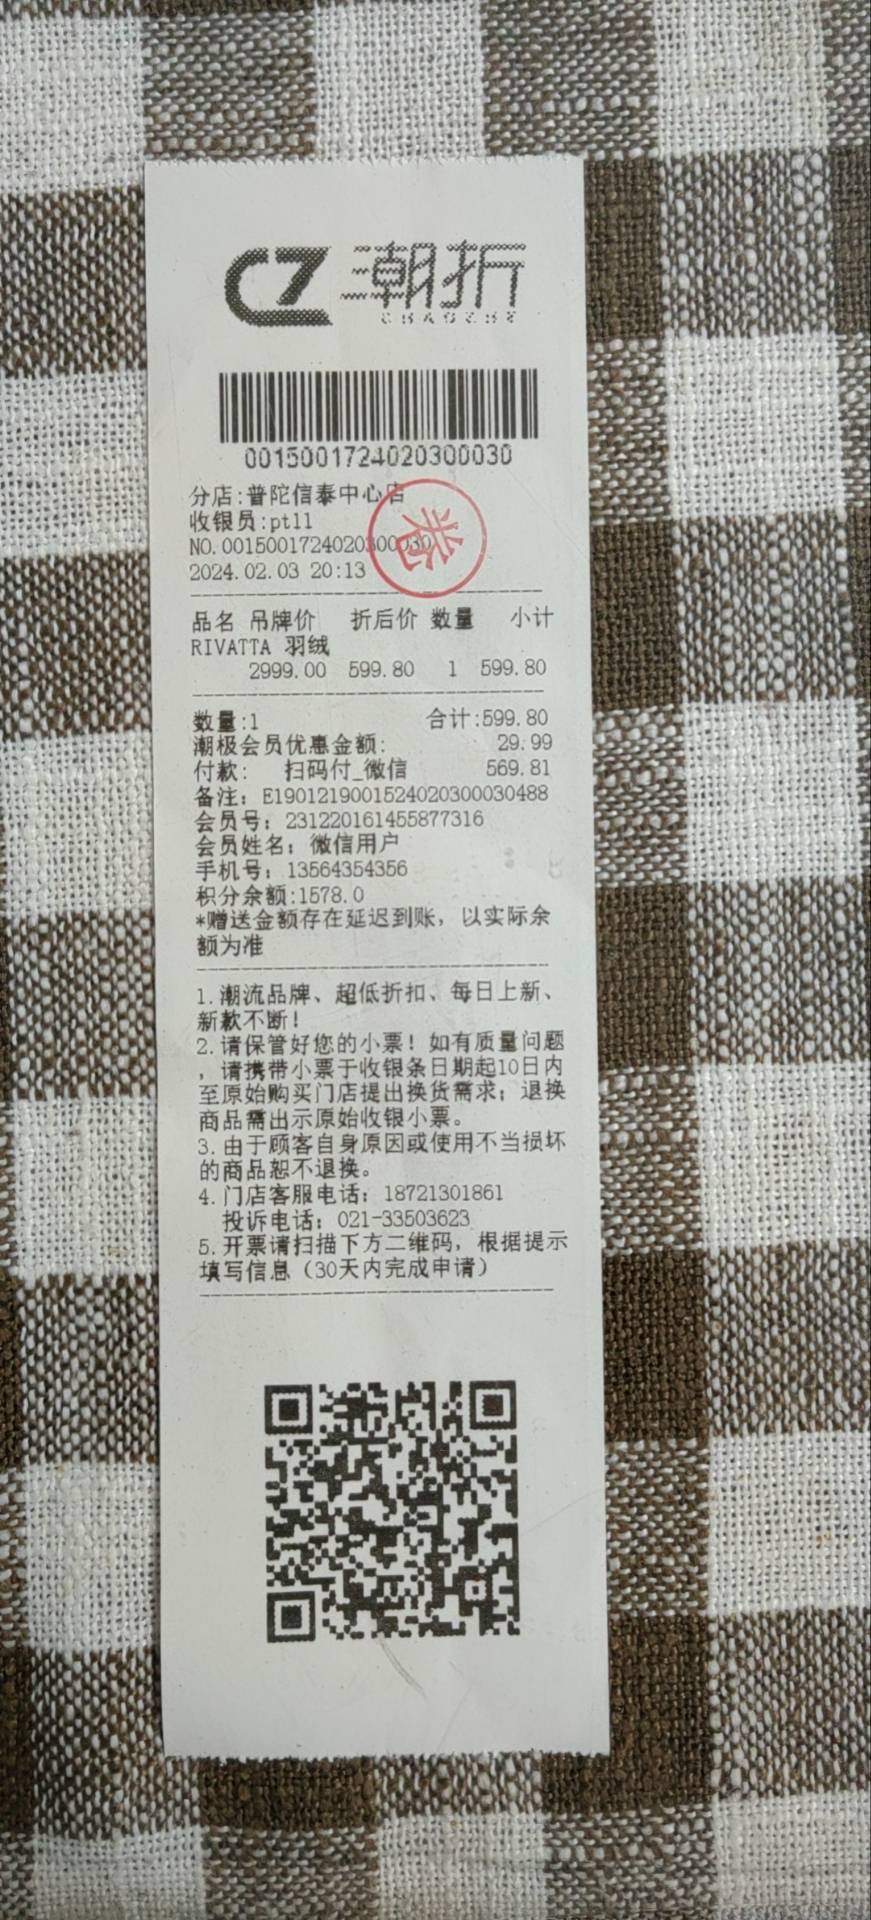 CZ 潮折
CHAOZHE
0015001724020300030
分店:普陀信泰中心店
收银员:pt11
NO.0015001724020300030
2024.02.03 20:13
品名 吊牌价 折后价 数量 小计
RIVATTA 羽绒
2999.00 599.80 1 599.80
数量:1 合计:599.80
潮极会员优惠金额: 29.99
付款: 扫码付_微信 569.81
备注: E19012190015240203000030488
会员号: 231220161455877316
会员姓名: 微信用户
手机号: 13564354356
积分余额:1578.0
*赠送金额存在延迟到账，以实际余
额为准
1.潮流品牌、超低折扣、每日上新、
新款不断！
2.请保管好您的小票！如有质量问题
，请携带小票于收银条日期起10日内
至原始购买门店提出换货需求；退换
商品需出示原始收银小票。
3.由于顾客自身原因或使用不当损坏
的商品恕不退换。
4.门店客服电话：18721301861
投诉电话：021-33503623
5.开票请扫描下方二维码，根据提示
填写信息（30天内完成申请）